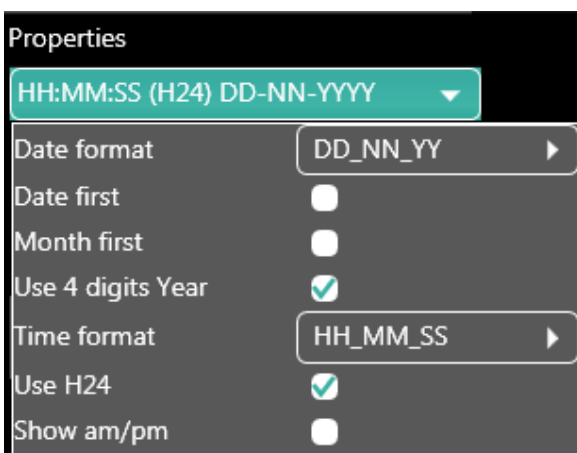 Properties
HH:MM:SS (H24) DD-NN-YYYY
Date format DD_NN_YY
Date first
Month first
Use 4 digits Year
Time format HH_MM_SS
Use H24
Show am/pm